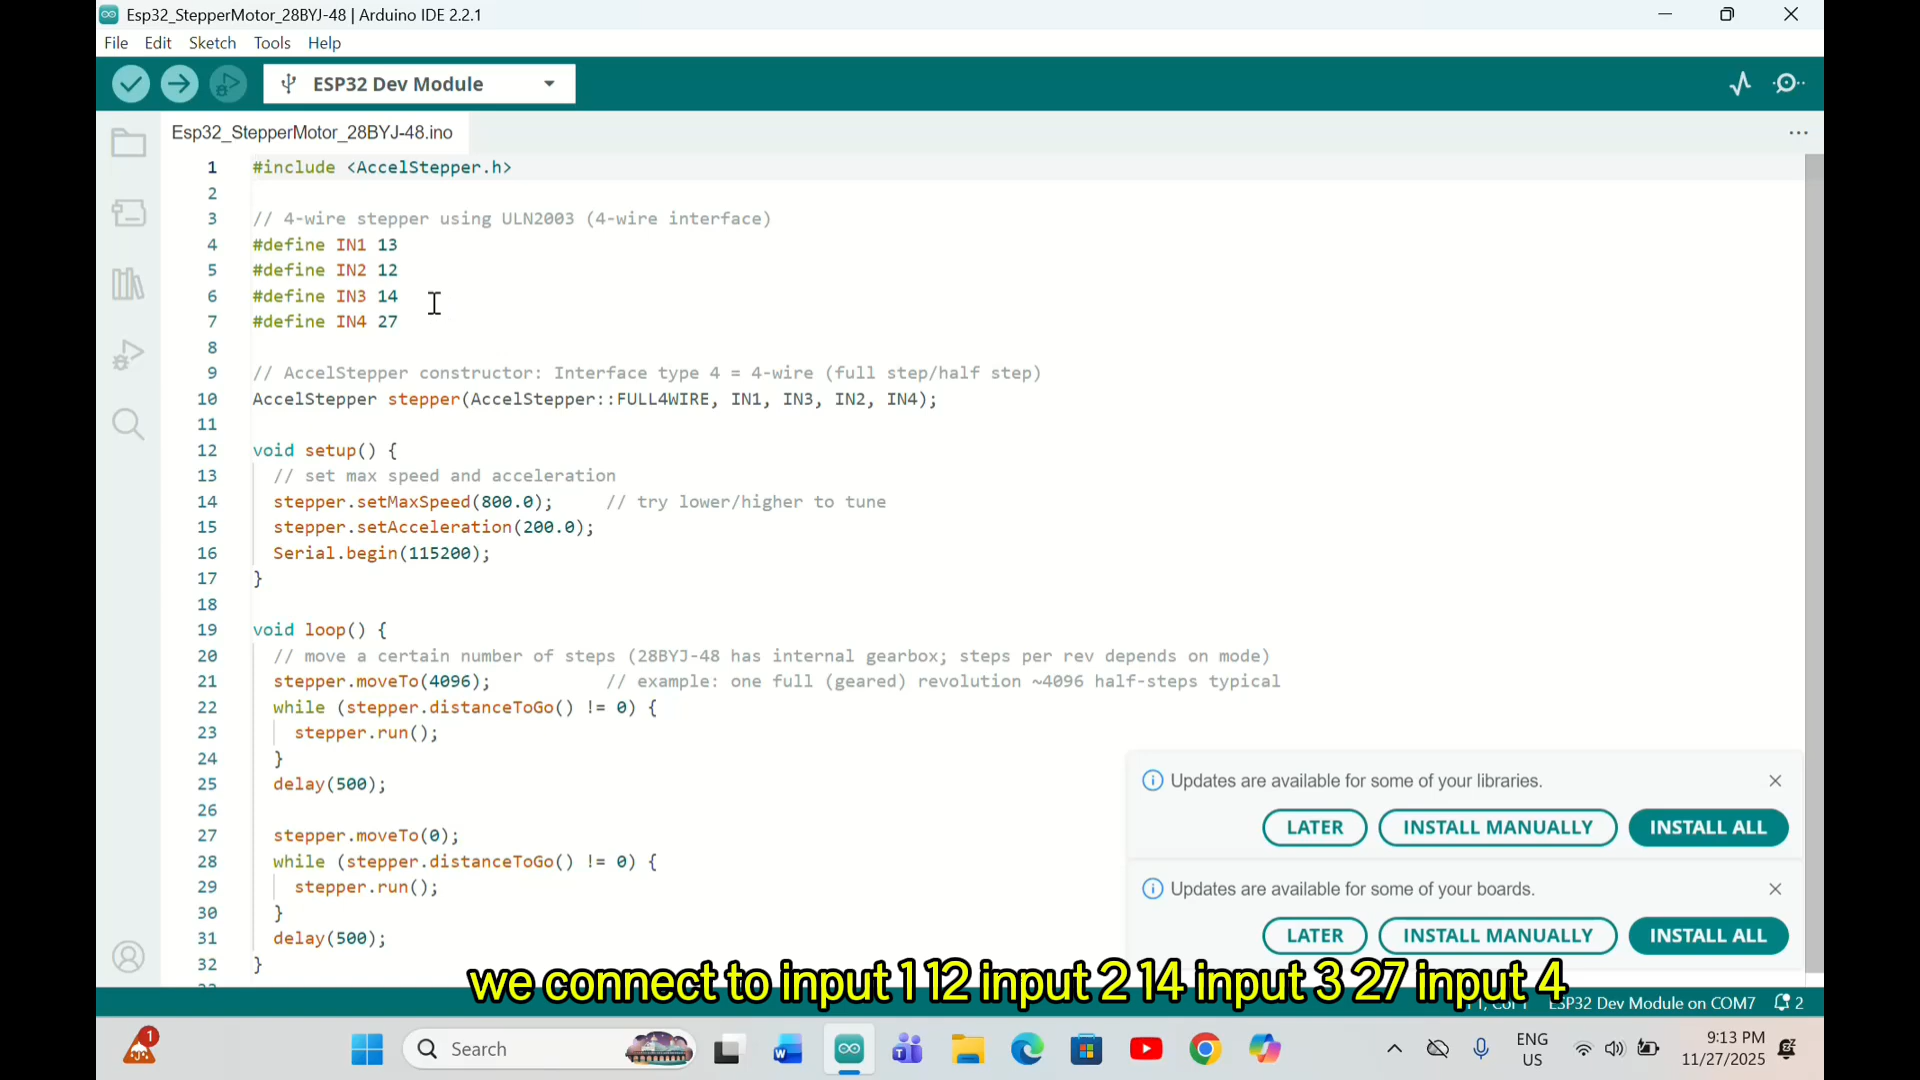 Esp32_StepperMotor_28BYJ-48 | Arduino IDE 2.2.1
File Edit Sketch Tools Help
ESP32 Dev Module
Esp32_StepperMotor_28BYJ-48.ino
1 #include <AccelStepper.h>
2
3 // 4-wire stepper using ULN2003 (4-wire interface)
4 #define IN1 13
5 #define IN2 12
6 #define IN3 14
7 #define IN4 27
8
9 // AccelStepper constructor: Interface type 4 = 4-wire (full step/half step)
10 AccelStepper stepper(AccelStepper::FULL4WIRE, IN1, IN3, IN2, IN4);
11
12 void setup() {
13 // set max speed and acceleration
14 stepper.setMaxSpeed(800.0); // try lower/higher to tune
15 stepper.setAcceleration(200.0);
16 Serial.begin(115200);
17 }
18
19 void loop() {
20 // move a certain number of steps (28BYJ-48 has internal gearbox; steps per rev depends on mode)
21 stepper.moveTo(4096); // example: one full (geared) revolution ~4096 half-steps typical
22 while (stepper.distanceToGo() != 0) {
23 stepper.run();
24 }
25 delay(500);
26
27 stepper.moveTo(0);
28 while (stepper.distanceToGo() != 0) {
29 stepper.run();
30 }
31 delay(500);
32 }
Updates are available for some of your libraries.
LATER INSTALL MANUALLY INSTALL ALL
Updates are available for some of your boards.
LATER INSTALL MANUALLY INSTALL ALL
we connect to input 1 12 input 2 14 input 3 27 input 4
ESP32 Dev Module on COM7 2
1
Search
ENG
US
9:13 PM
11/27/2025